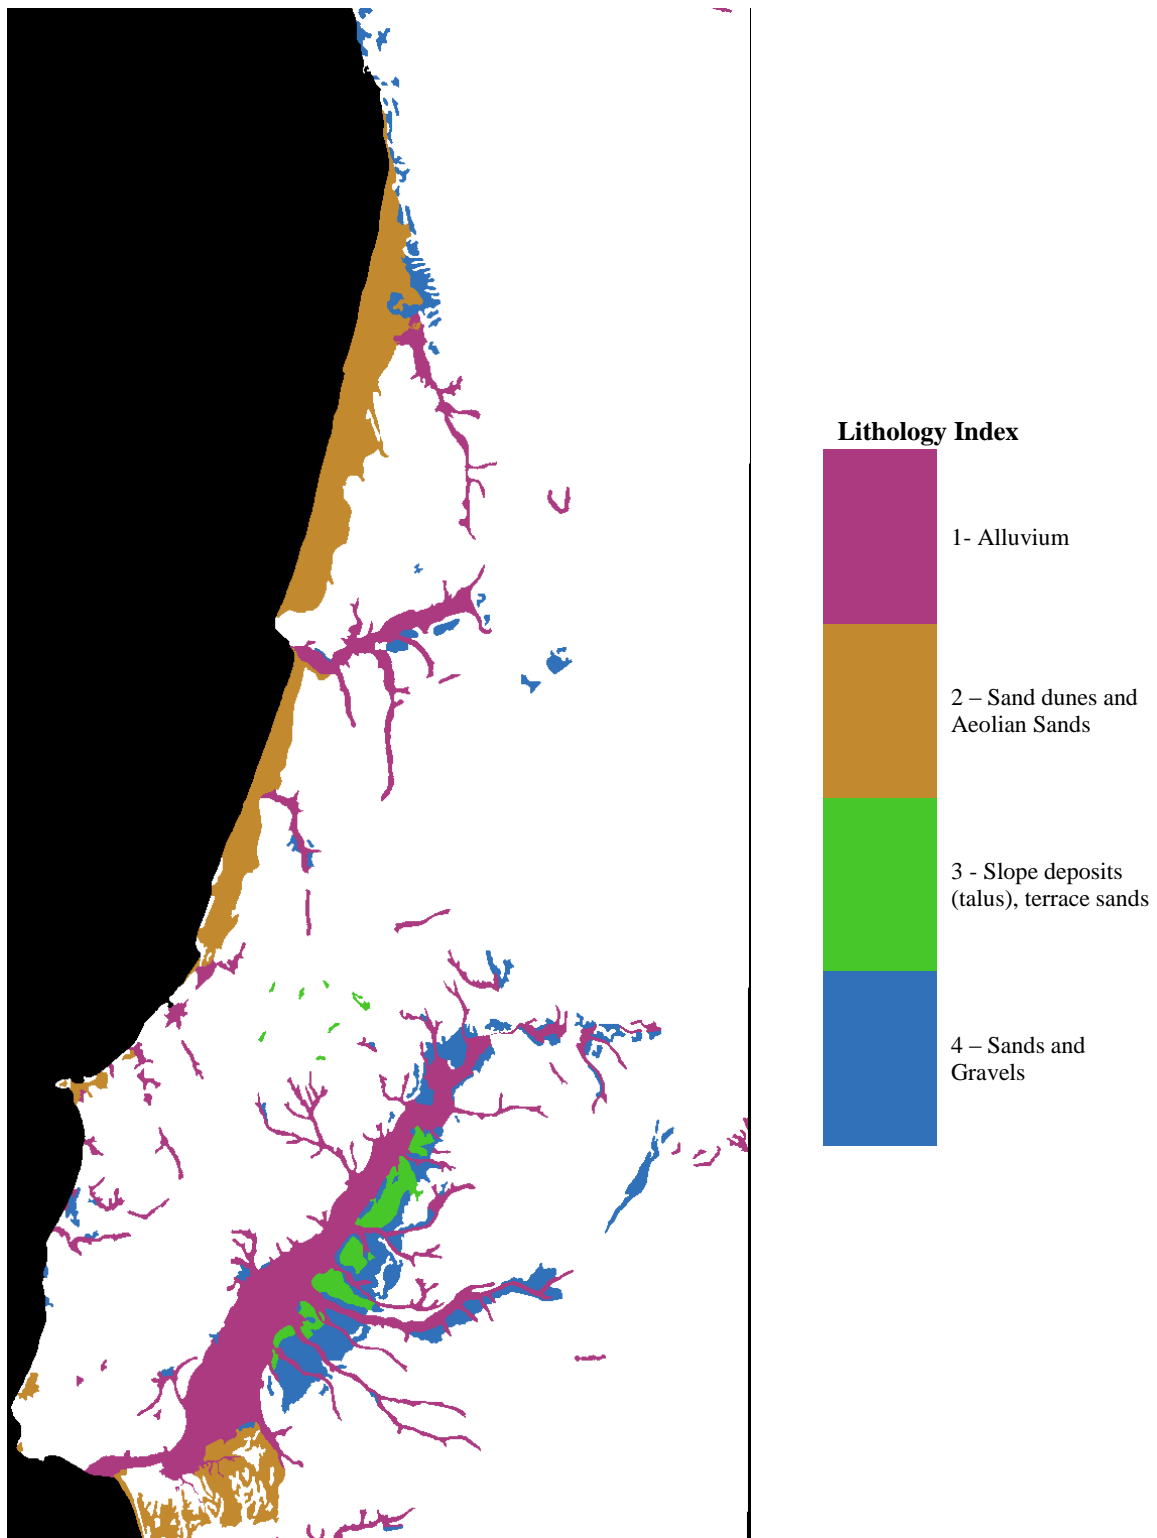 Lithology Index
1- Alluvium
2 – Sand dunes and
Aeolian Sands
3 - Slope deposits
(talus), terrace sands
4 – Sands and
Gravels